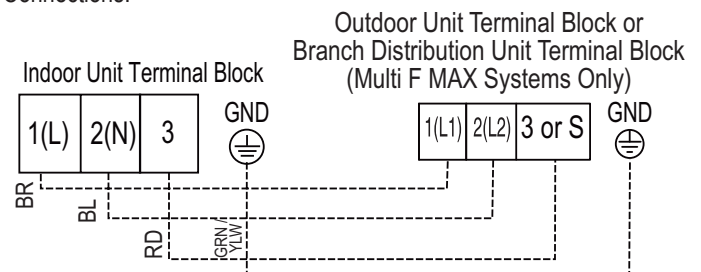 Connections.
Outdoor Unit Terminal Block or
Branch Distribution Unit Terminal Block
(Multi F MAX Systems Only)
Indoor Unit Terminal Block
1(L) 2(N) 3
GND
1(L1) 2(L2) 3 or S
GND
BR
BL
RD
GRN/
YLW